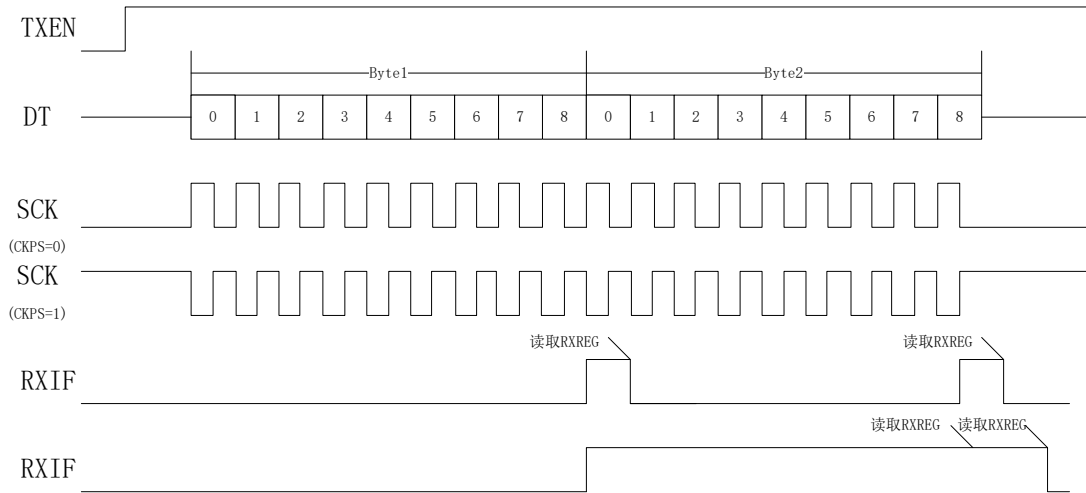 TXEN
Byte1 Byte2
DT 0 1 2 3 4 5 6 7 8 0 1 2 3 4 5 6 7 8
SCK
(CKPS=0)
SCK
(CKPS=1)
读取RXREG 读取RXREG
RXIF
读取RXREG 读取RXREG
RXIF